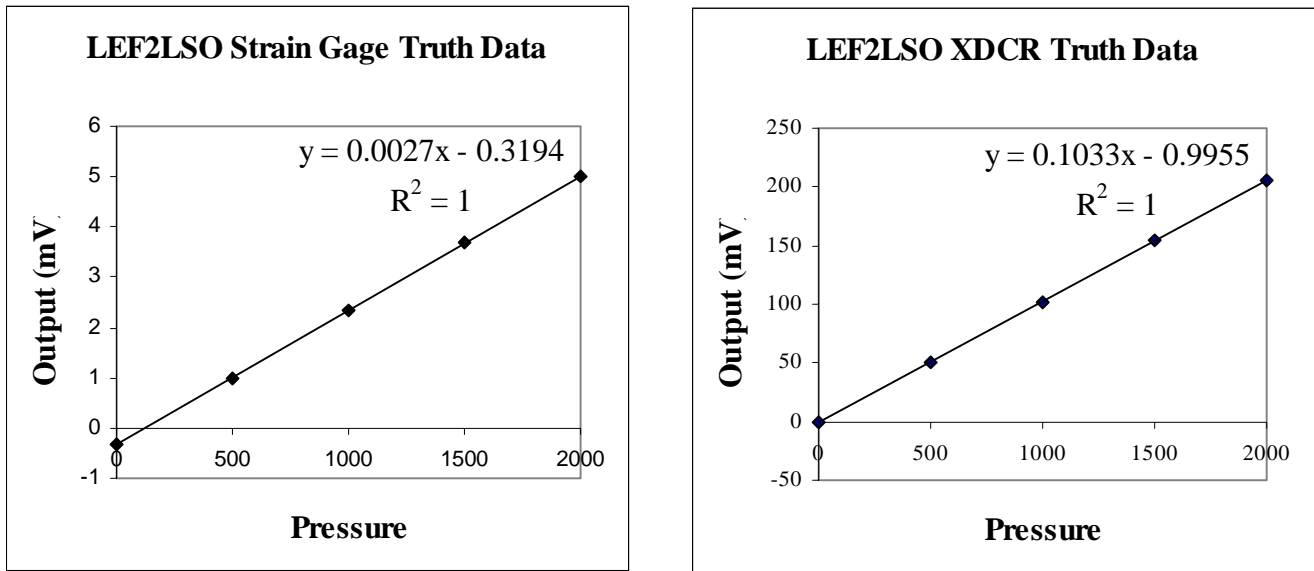 LEF2LSO Strain Gage Truth Data
y = 0.0027x - 0.3194
R² = 1
6
5
4
3
2
1
0
-1
Output (mV)
0 500 1000 1500 2000
Pressure
LEF2LSO XDCR Truth Data
y = 0.1033x - 0.9955
R² = 1
250
200
150
100
50
0
-50
Output (mV)
0 500 1000 1500 2000
Pressure